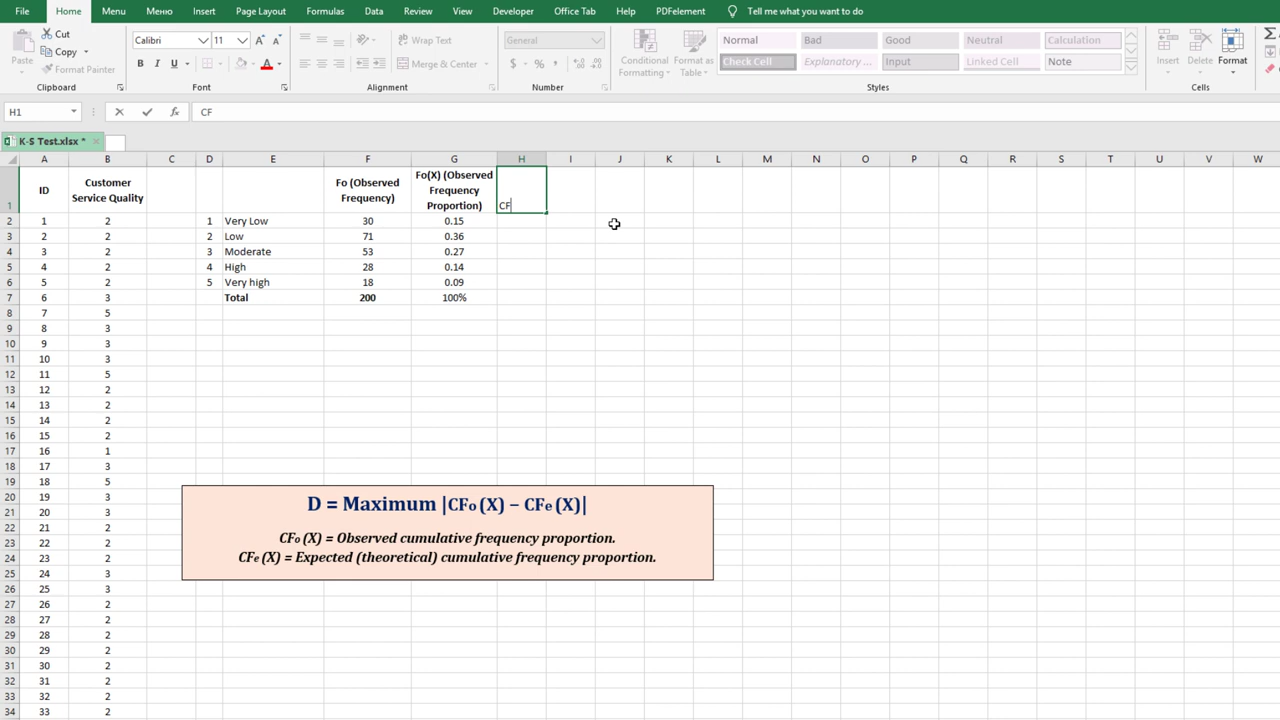 File Home Menu Меню Insert Page Layout Formulas Data Review View Developer Office Tab Help PDFelement Tell me what you want to do
Paste Cut Copy Format Painter
Calibri 11 B I U
Wrap Text Merge & Center
General $ % ,
Conditional Formatting Format as Table
Normal Bad Good Neutral Calculation
Check Cell Explanatory ... Input Linked Cell Note
Insert Delete Format
Clipboard Font Alignment Number Styles Cells
H1 fx CF
K-S Test.xlsx *
A B C D E F G H I J K L M N O P Q R S T U V W
1 ID Customer Service Quality Fo (Observed Frequency) Fo(X) (Observed Frequency Proportion) CF
2 1 2 1 Very Low 30 0.15
3 2 2 2 Low 71 0.36
4 3 2 3 Moderate 53 0.27
5 4 2 4 High 28 0.14
6 5 2 5 Very high 18 0.09
7 6 3 Total 200 100%
8 7 5
9 8 3
10 9 3
11 10 3
12 11 5
13 12 2
14 13 2
15 14 2
16 15 2
17 16 1
18 17 3
19 18 5
20 19 3
21 20 3
22 21 2
23 22 2
24 23 2
25 24 3
26 25 3
27 26 2
28 27 2
29 28 2
30 29 2
31 30 2
32 31 2
33 32 2
34 33 2
D = Maximum |CFo (X) – CFe (X)|
CFo (X) = Observed cumulative frequency proportion.
CFe (X) = Expected (theoretical) cumulative frequency proportion.